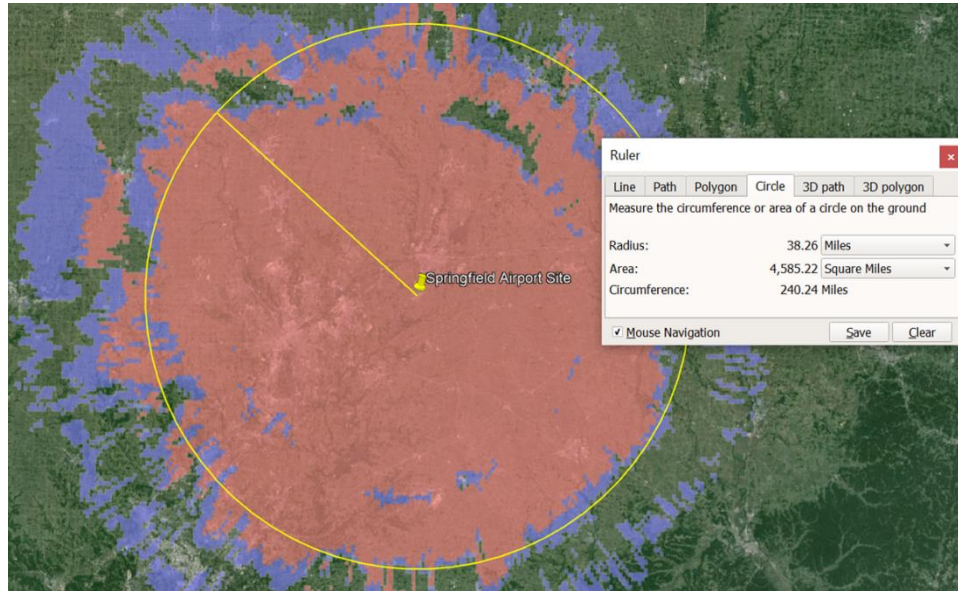 Springfield Airport Site
Ruler
Line Path Polygon Circle 3D path 3D polygon
Measure the circumference or area of a circle on the ground
Radius: 38.26 Miles
Area: 4,585.22 Square Miles
Circumference: 240.24 Miles
Mouse Navigation Save Clear